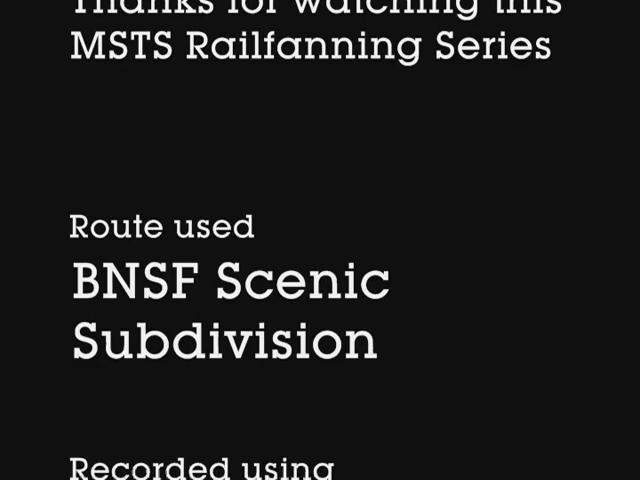 Thanks for watching this
MSTS Railfanning Series
Route used
BNSF Scenic
Subdivision
Recorded using